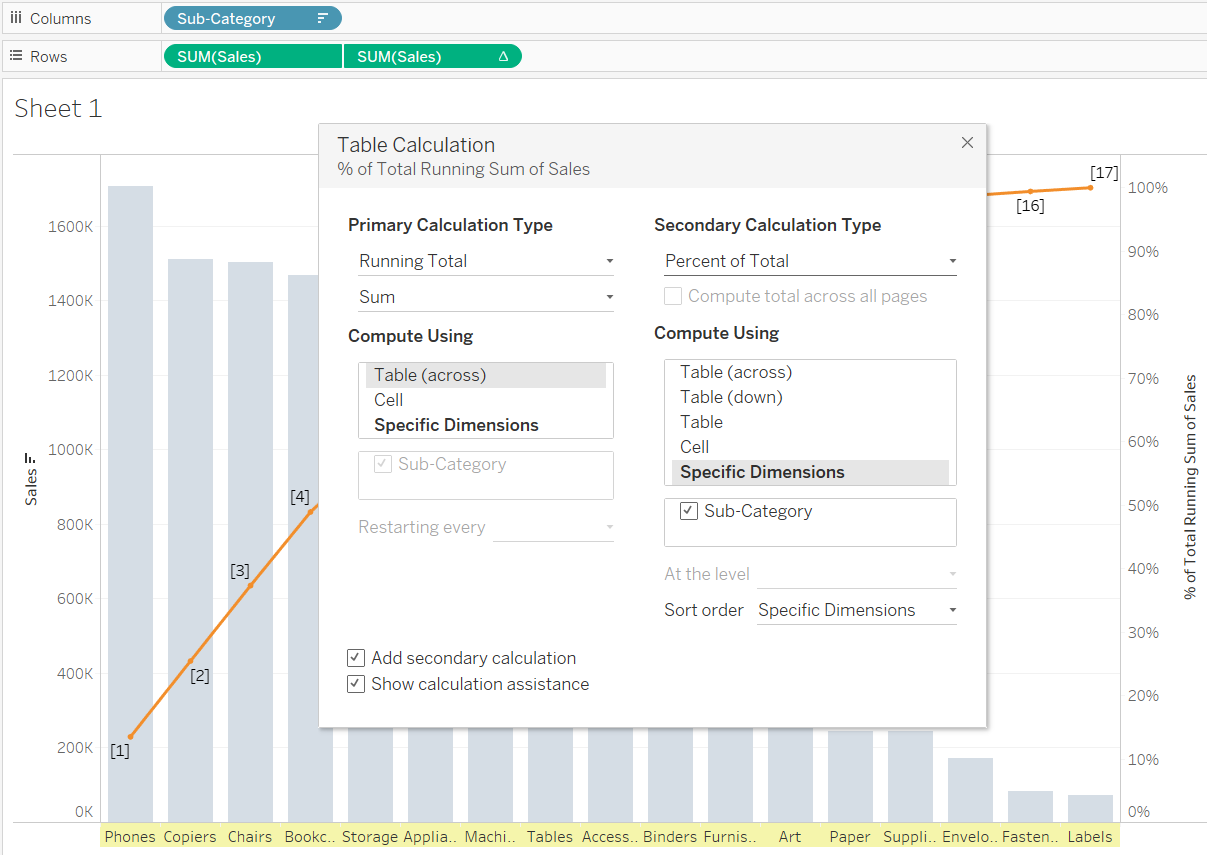 Columns
Sub-Category
Rows
SUM(Sales)
SUM(Sales) Δ
Sheet 1
Table Calculation
% of Total Running Sum of Sales
Primary Calculation Type
Running Total
Sum
Compute Using
Table (across)
Cell
Specific Dimensions
Sub-Category
Restarting every
Secondary Calculation Type
Percent of Total
Compute total across all pages
Compute Using
Table (across)
Table (down)
Table
Cell
Specific Dimensions
Sub-Category
At the level
Sort order Specific Dimensions
Add secondary calculation
Show calculation assistance
Sales
1600K
1400K
1200K
1000K
800K
600K
400K
200K
0K
[1]
[2]
[3]
[4]
[16]
[17]
100%
90%
80%
70%
60%
50%
40%
30%
20%
10%
0%
% of Total Running Sum of Sales
Phones Copiers Chairs Bookc.. Storage Applia.. Machi.. Tables Access.. Binders Furnis.. Art Paper Suppli.. Envelo.. Fasten.. Labels